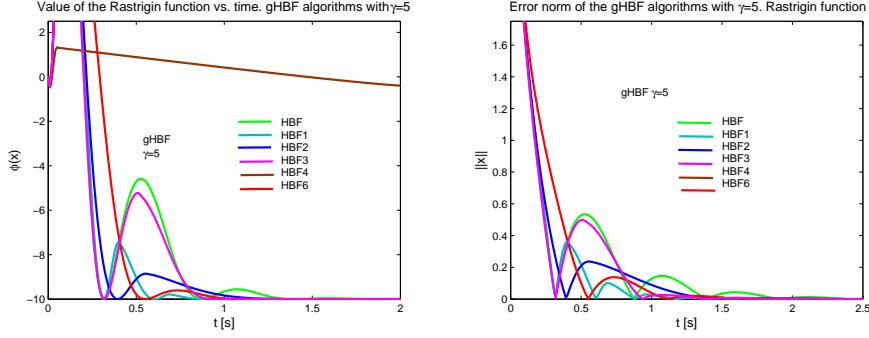 Value of the Rastrigin function vs. time. gHBF algorithms with γ=5
φ(x)
0
−2
−4
−6
−8
−10
gHBF
γ=5
HBF
HBF1
HBF2
HBF3
HBF4
HBF6
0
0.5
1
1.5
2
t [s]
Error norm of the gHBF algorithms with γ=5. Rastrigin function
||x||
1.6
1.4
1.2
1
0.8
0.6
0.4
0.2
0
gHBF γ=5
HBF
HBF1
HBF2
HBF3
HBF4
HBF6
0
0.5
1
1.5
2
2.5
t [s]